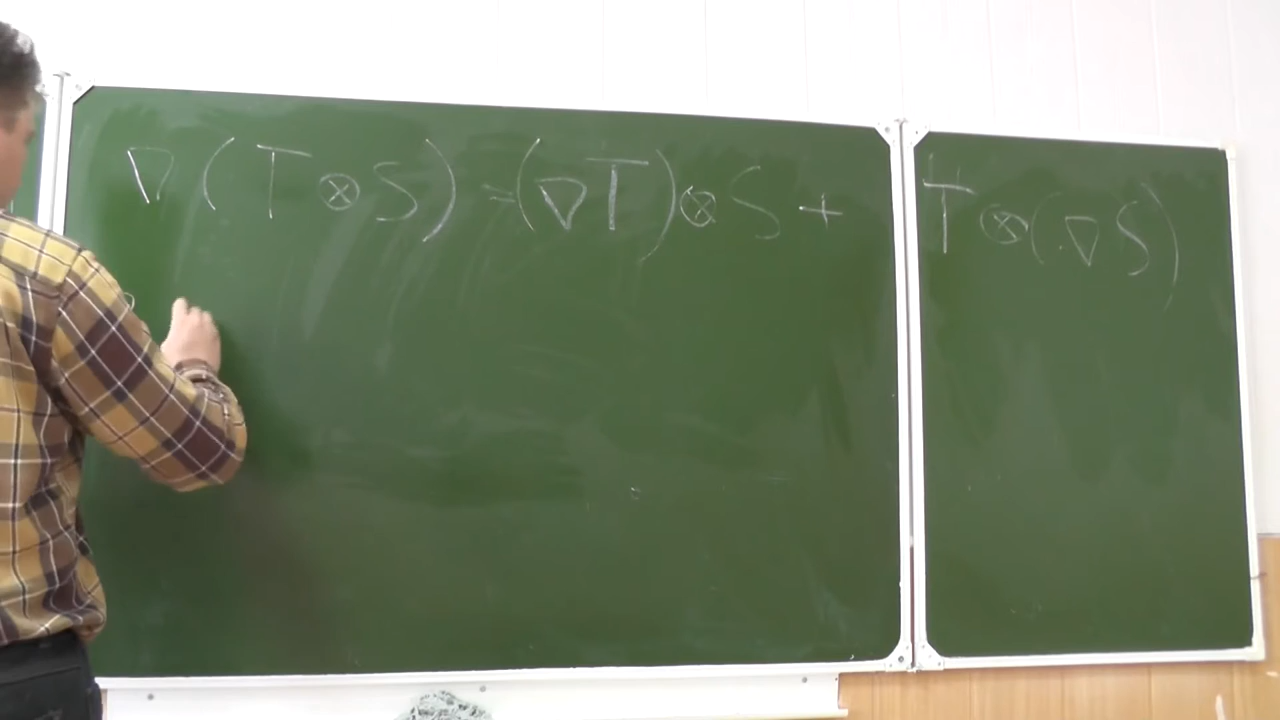 ∇ (T ⊗ S) = (∇T) ⊗ S + T ⊗ (∇S)